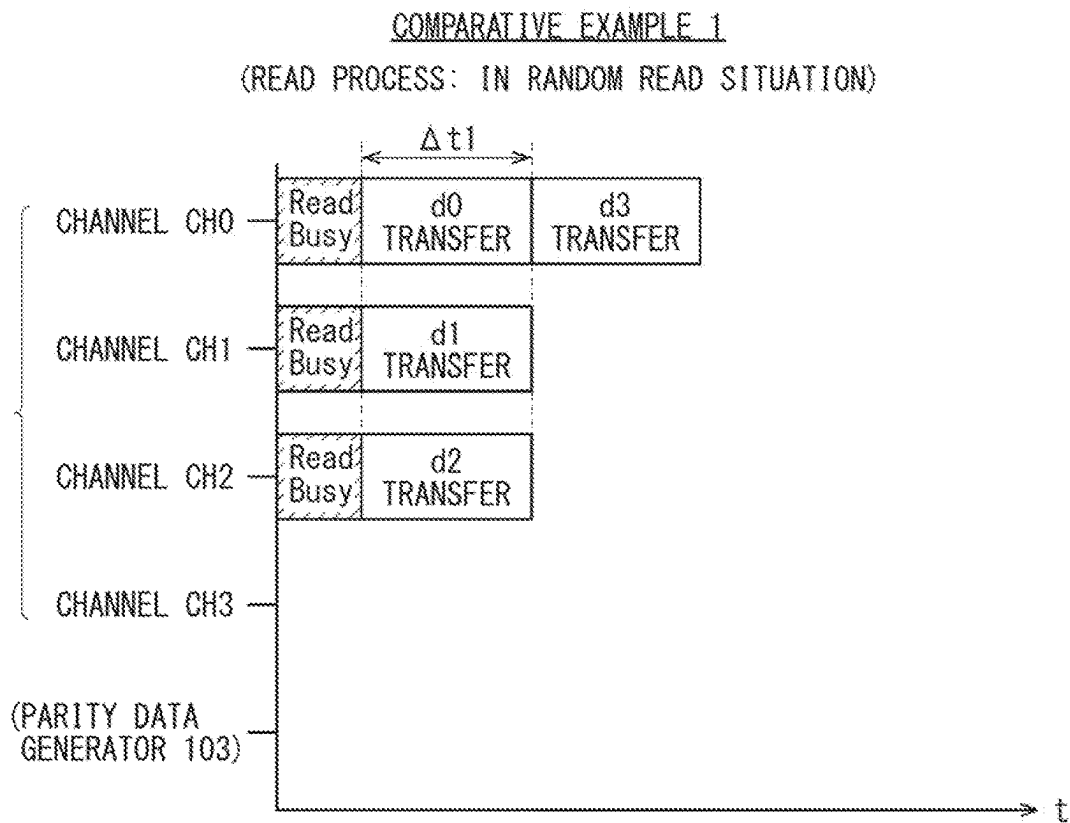 COMPARATIVE EXAMPLE 1
(READ PROCESS: IN RANDOM READ SITUATION)
Δt1
CHANNEL CH0
Read
Busy
d0
TRANSFER
d3
TRANSFER
CHANNEL CH1
Read
Busy
d1
TRANSFER
CHANNEL CH2
Read
Busy
d2
TRANSFER
CHANNEL CH3
(PARITY DATA
GENERATOR 103)
t